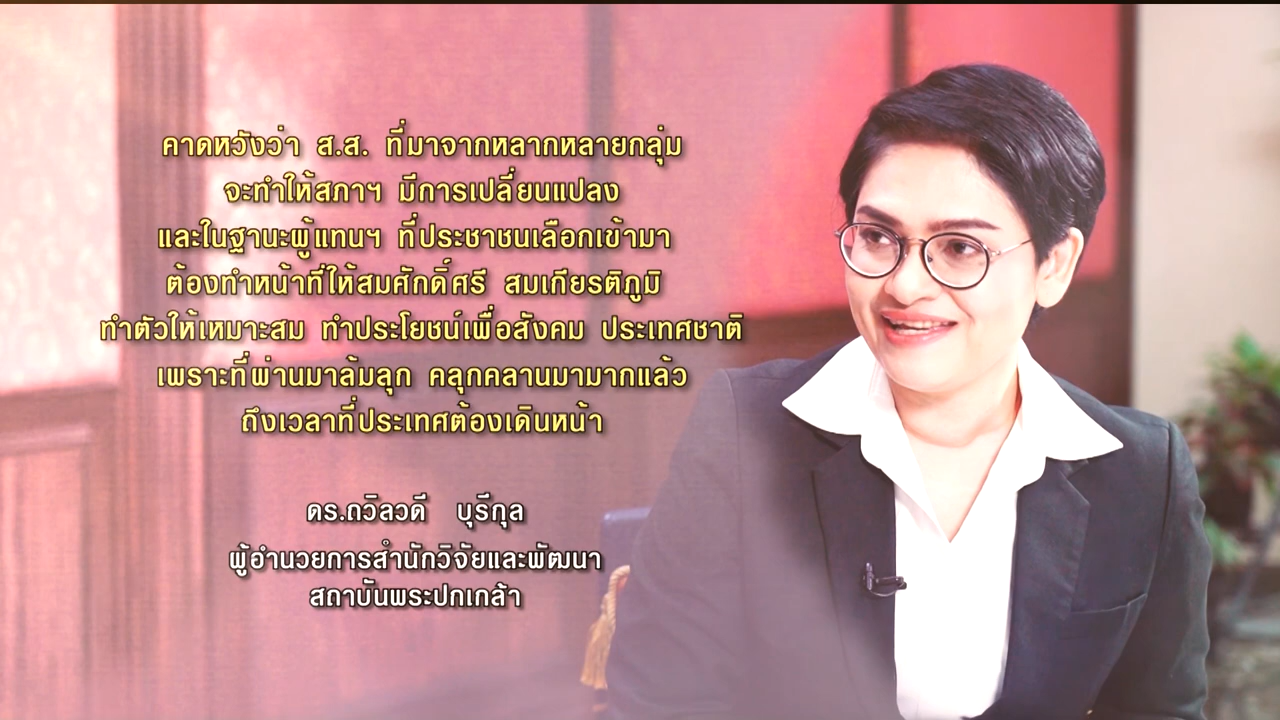 คาดหวังว่า ส.ส. ที่มาจากหลากหลายกลุ่ม
จะทำให้สภาฯ มีการเปลี่ยนแปลง
และในฐานะผู้แทนฯ ที่ประชาชนเลือกเข้ามา
ต้องทำหน้าที่ให้สมศักดิ์ศรี สมเกียรติภูมิ
ทำตัวให้เหมาะสม ทำประโยชน์เพื่อสังคม ประเทศชาติ
เพราะที่ผ่านมาล้มลุก คลุกคลานมามากแล้ว
ถึงเวลาที่ประเทศต้องเดินหน้า
ดร.ถวิลวดี บุรีกุล
ผู้อำนวยการสำนักวิจัยและพัฒนา
สถาบันพระปกเกล้า